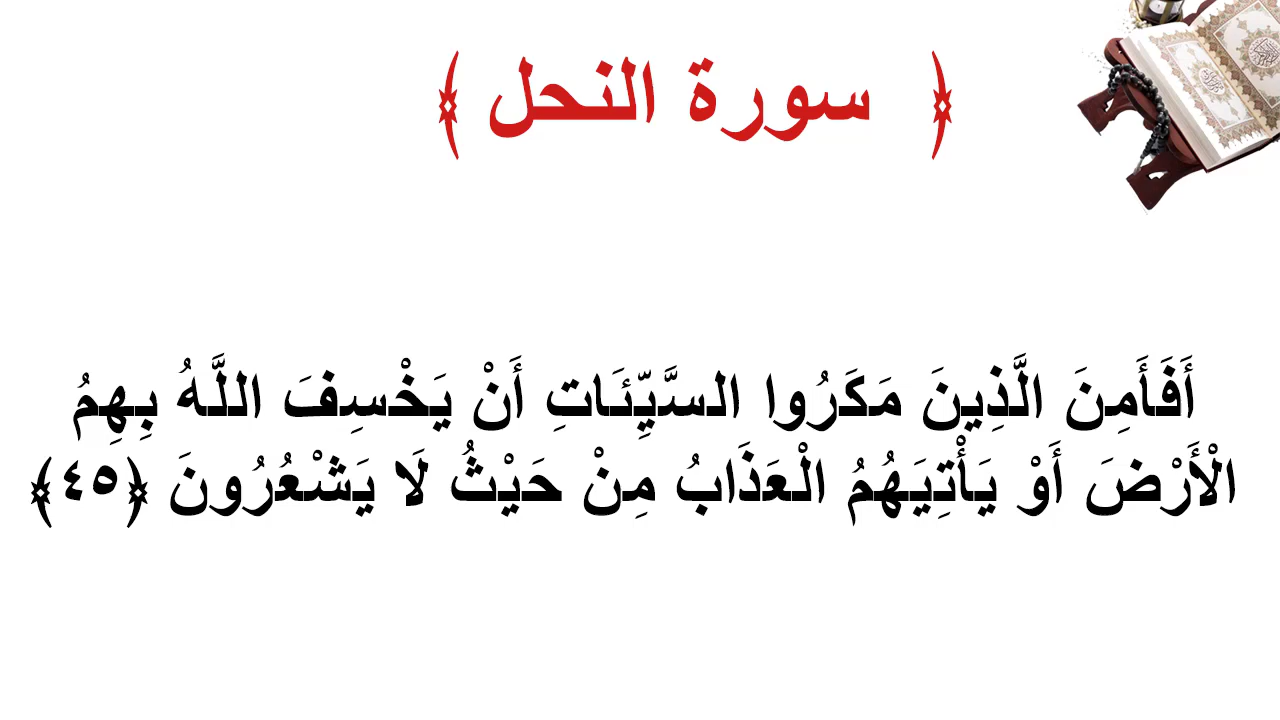 ﴿ سورة النحل ﴾
أَفَأَمِنَ الَّذِينَ مَكَرُوا السَّيِّئَاتِ أَنْ يَخْسِفَ اللَّهُ بِهِمُ
الْأَرْضَ أَوْ يَأْتِيَهُمُ الْعَذَابُ مِنْ حَيْثُ لَا يَشْعُرُونَ ﴿٤٥﴾